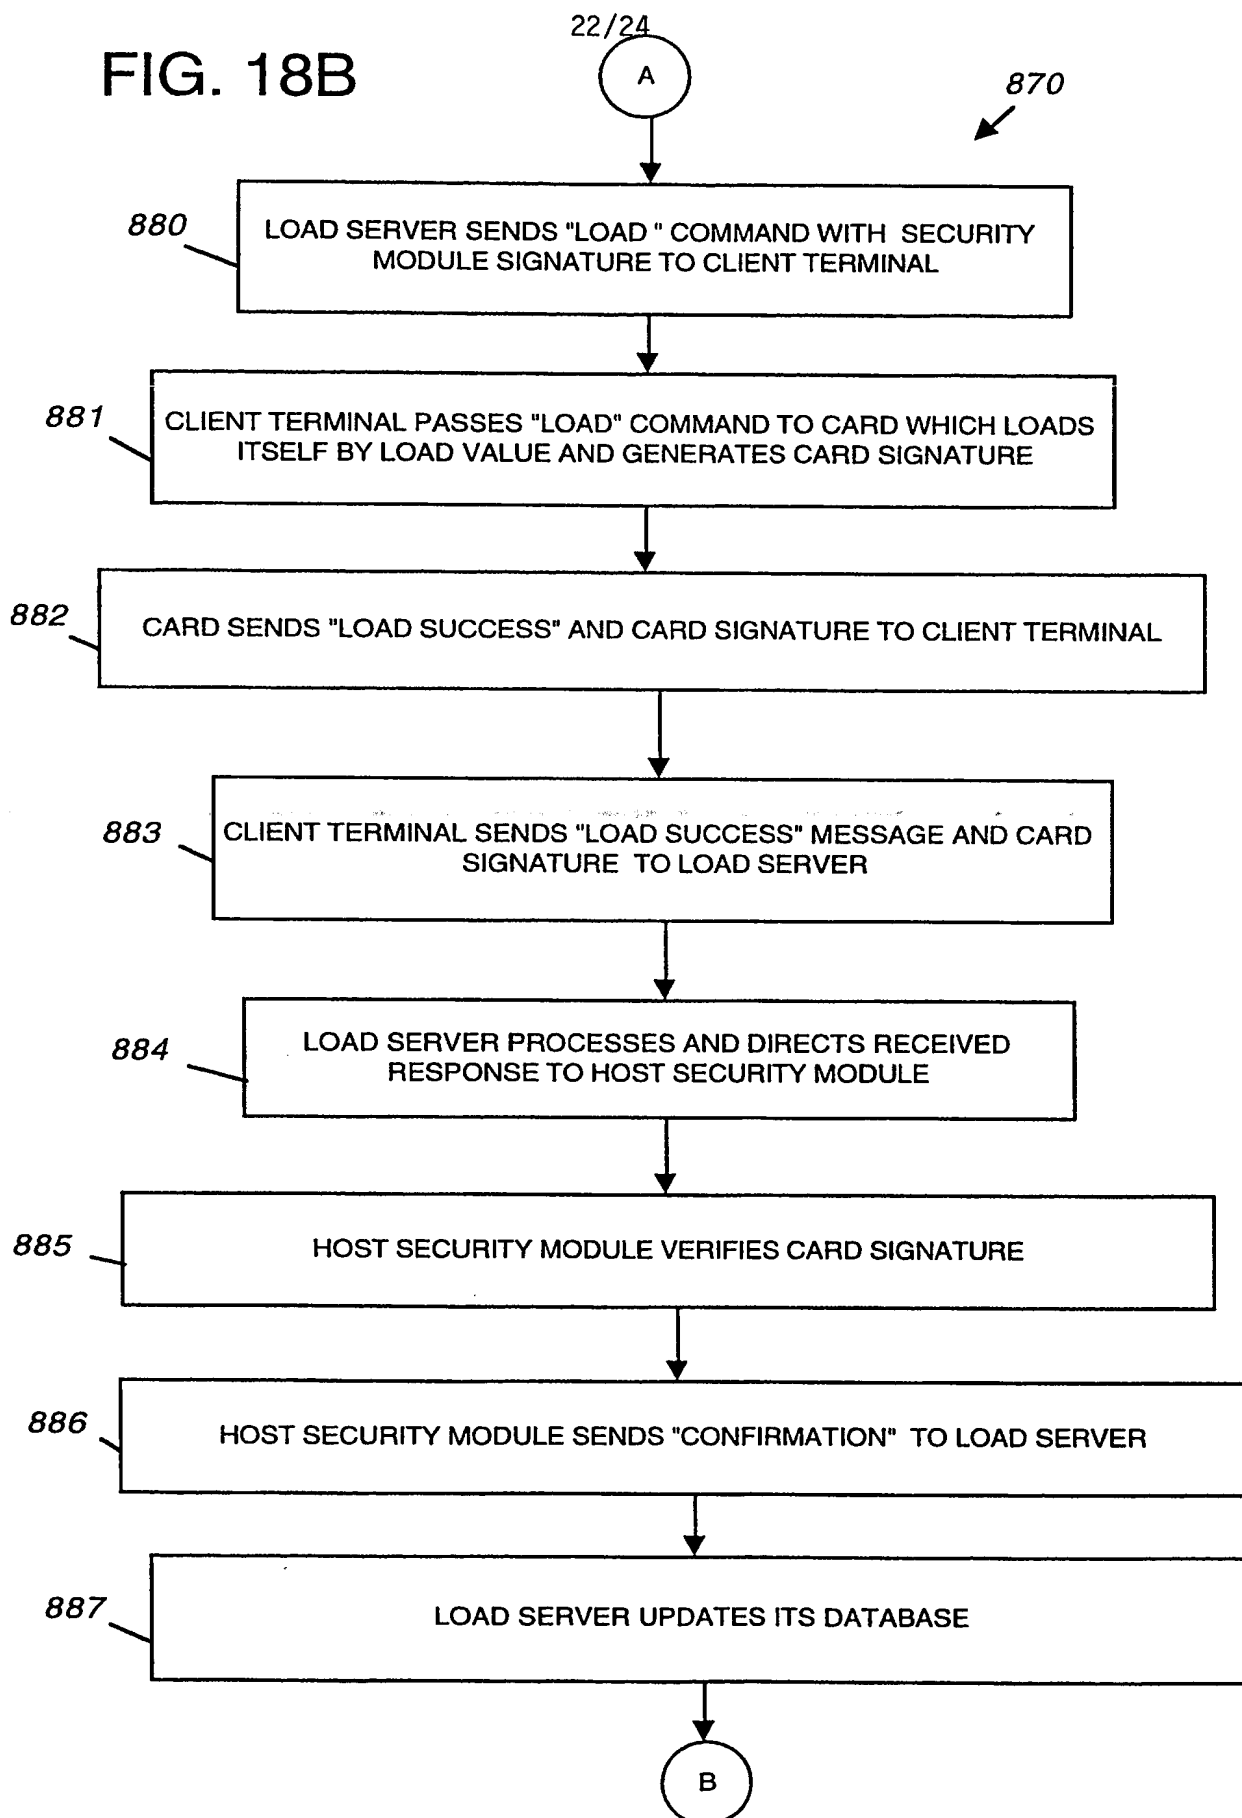 22/24
FIG. 18B
A
870
880
LOAD SERVER SENDS "LOAD " COMMAND WITH SECURITY
MODULE SIGNATURE TO CLIENT TERMINAL
881
CLIENT TERMINAL PASSES "LOAD" COMMAND TO CARD WHICH LOADS
ITSELF BY LOAD VALUE AND GENERATES CARD SIGNATURE
882
CARD SENDS "LOAD SUCCESS" AND CARD SIGNATURE TO CLIENT TERMINAL
883
CLIENT TERMINAL SENDS "LOAD SUCCESS" MESSAGE AND CARD
SIGNATURE TO LOAD SERVER
884
LOAD SERVER PROCESSES AND DIRECTS RECEIVED
RESPONSE TO HOST SECURITY MODULE
885
HOST SECURITY MODULE VERIFIES CARD SIGNATURE
886
HOST SECURITY MODULE SENDS "CONFIRMATION" TO LOAD SERVER
887
LOAD SERVER UPDATES ITS DATABASE
B